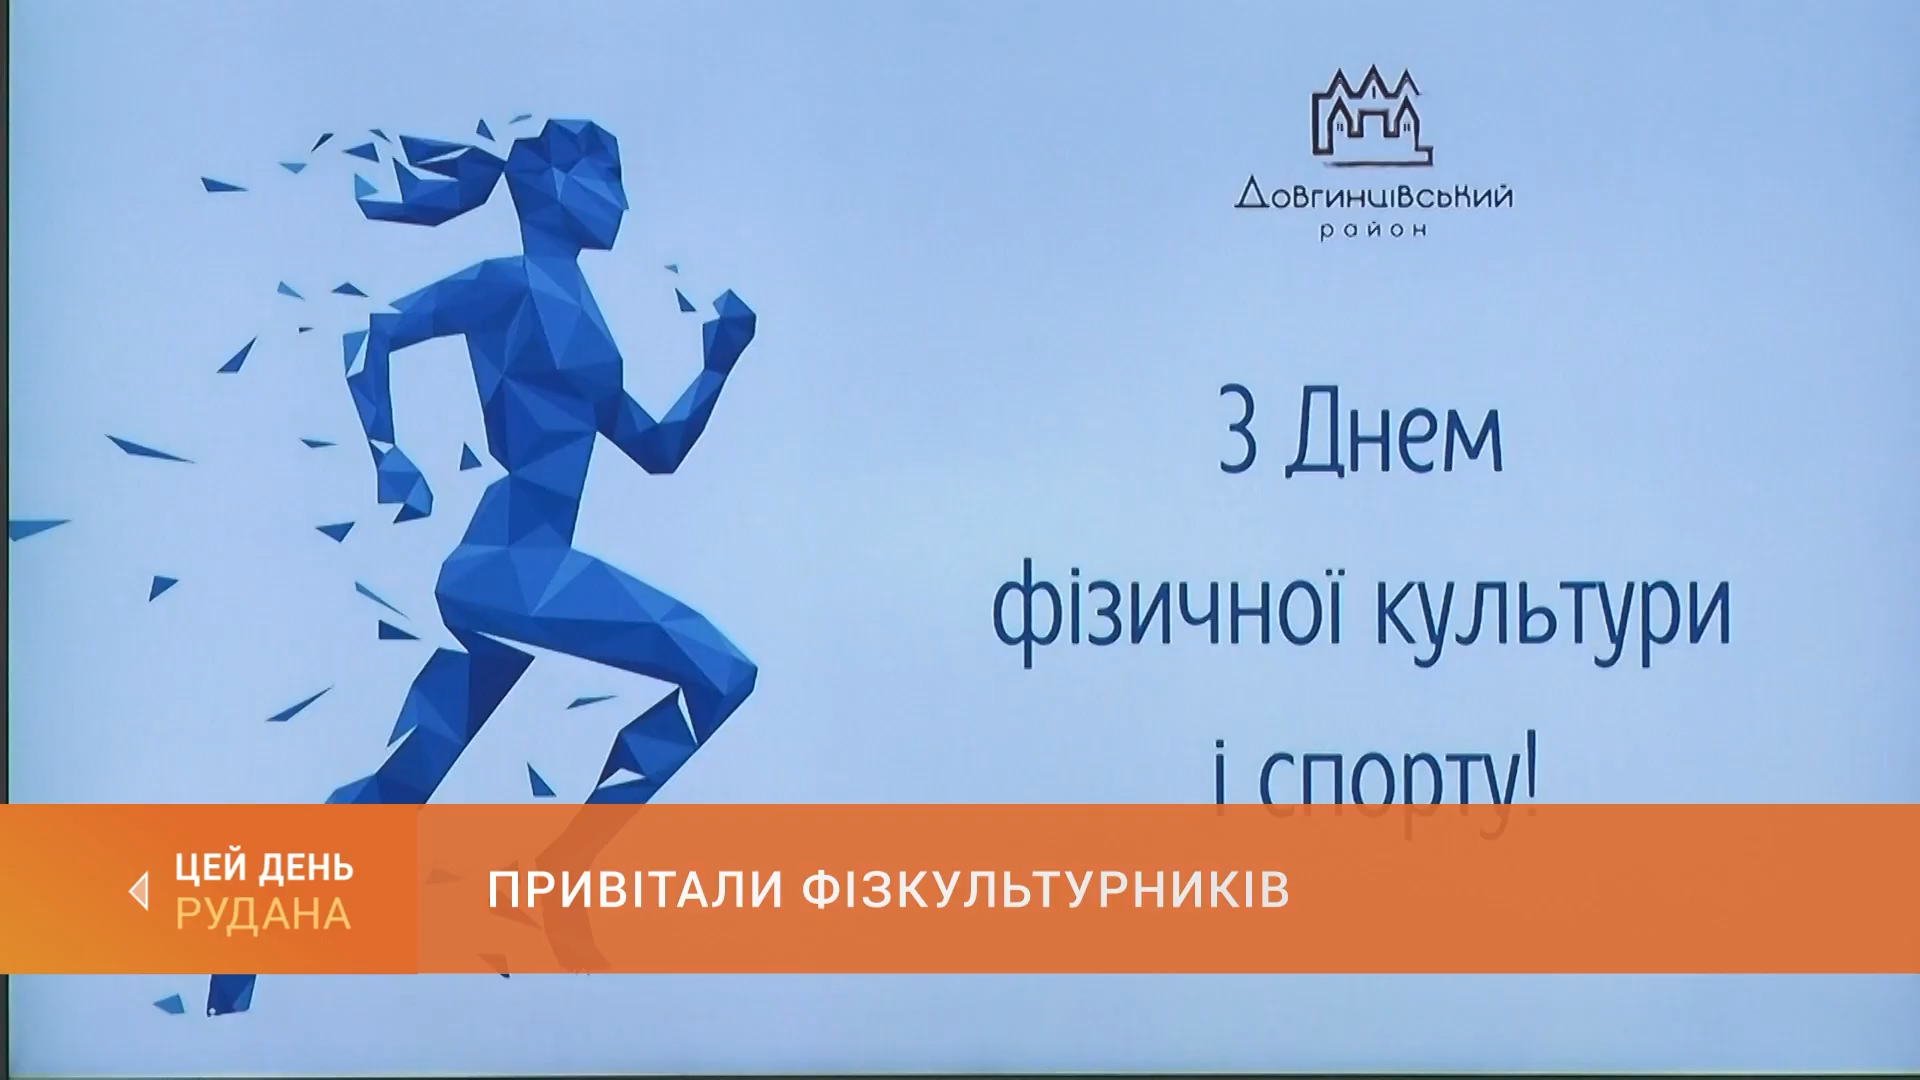 Довгинцівський
район
З Днем
фізичної культури
і спорту!
ЦЕЙ ДЕНЬ
РУДАНА
ПРИВІТАЛИ ФІЗКУЛЬТУРНИКІВ